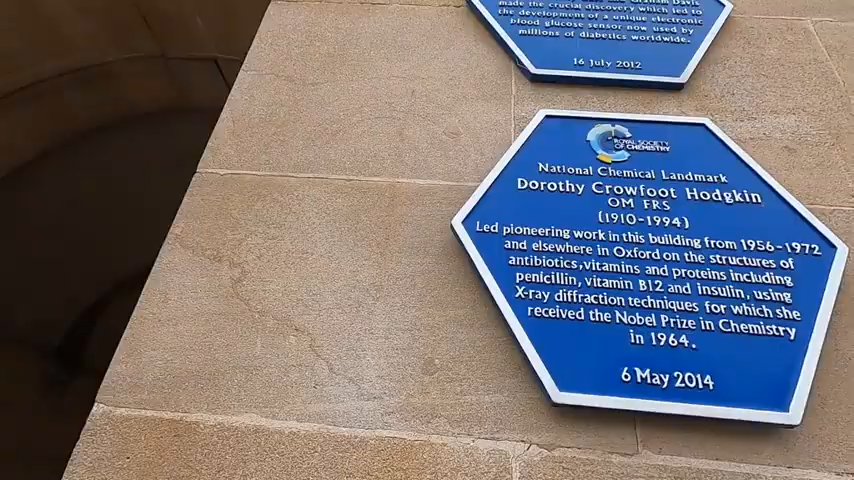 made the crucial discovery which led to
the development of a unique electronic
blood glucose sensor now used by
millions of diabetics worldwide.
16 July 2012
ROYAL SOCIETY
OF CHEMISTRY
National Chemical Landmark
Dorothy Crowfoot Hodgkin
OM FRS
(1910-1994)
Led pioneering work in this building from 1956-1972
and elsewhere in Oxford on the structures of
antibiotics, vitamins and proteins including
penicillin, vitamin B12 and insulin, using
X-ray diffraction techniques for which she
received the Nobel Prize in Chemistry
in 1964.
6 May 2014